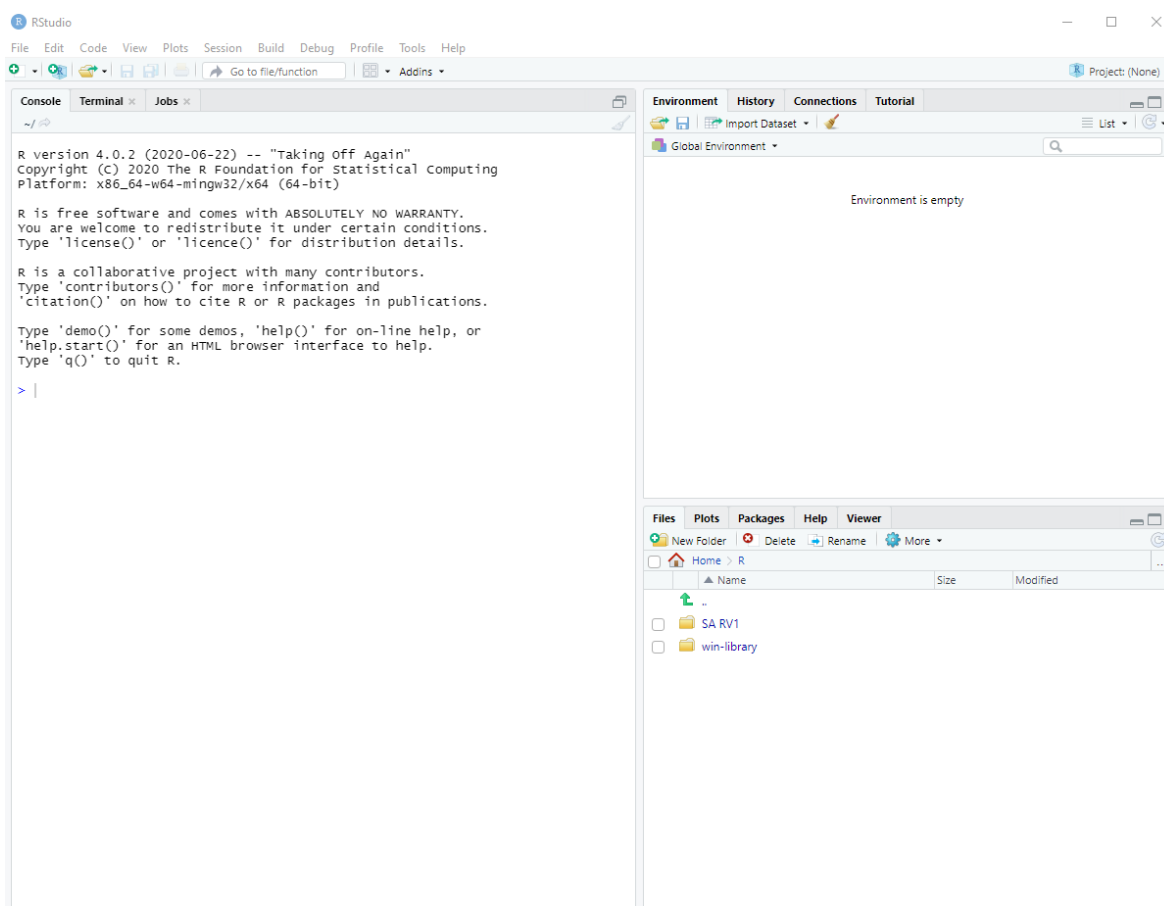 RStudio
File Edit Code View Plots Session Build Debug Profile Tools Help
Go to file/function Addins Project: (None)
Console Terminal Jobs
~/
R version 4.0.2 (2020-06-22) -- "Taking Off Again"
Copyright (C) 2020 The R Foundation for Statistical Computing
Platform: x86_64-w64-mingw32/x64 (64-bit)
R is free software and comes with ABSOLUTELY NO WARRANTY.
You are welcome to redistribute it under certain conditions.
Type 'license()' or 'licence()' for distribution details.
R is a collaborative project with many contributors.
Type 'contributors()' for more information and
'citation()' on how to cite R or R packages in publications.
Type 'demo()' for some demos, 'help()' for on-line help, or
'help.start()' for an HTML browser interface to help.
Type 'q()' to quit R.
>
Environment History Connections Tutorial
Import Dataset List
Global Environment
Environment is empty
Files Plots Packages Help Viewer
New Folder Delete Rename More
Home > R
Name Size Modified
..
SA RV1
win-library